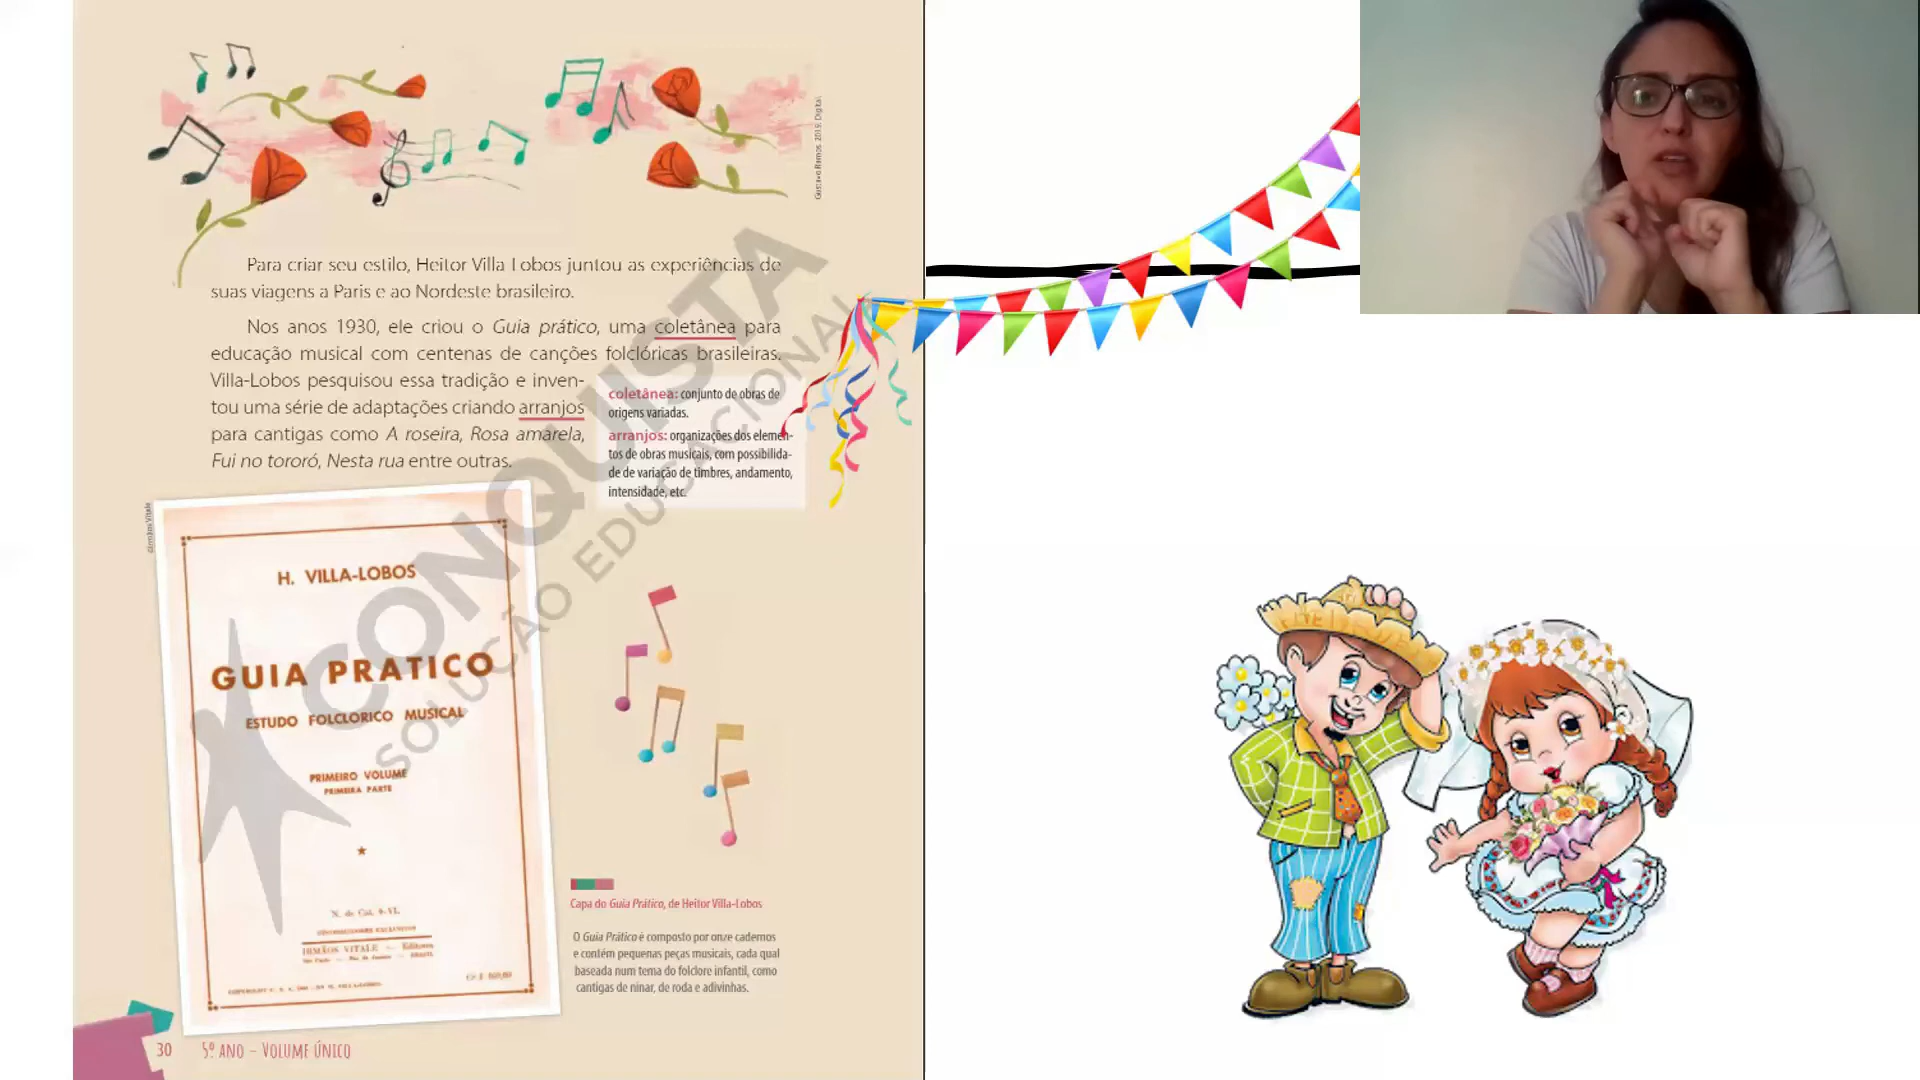 Gustavo Ramos. 2015. Digital.
Para criar seu estilo, Heitor Villa Lobos juntou as experiências de
suas viagens a Paris e ao Nordeste brasileiro.
Nos anos 1930, ele criou o Guia prático, uma coletânea para
educação musical com centenas de canções folclóricas brasileiras.
Villa-Lobos pesquisou essa tradição e inven-
tou uma série de adaptações criando arranjos
para cantigas como A roseira, Rosa amarela,
Fui no tororó, Nesta rua entre outras.
coletânea: conjunto de obras de
origens variadas.
arranjos: organizações dos elemen-
tos de obras musicais, com possibilida-
de de variação de timbres, andamento,
intensidade, etc.
CONQUISTA
SOLUÇÃO EDUCACIONAL
H. VILLA-LOBOS
GUIA PRATICO
ESTUDO FOLCLORICO MUSICAL
PRIMEIRO VOLUME
PRIMEIRA PARTE
IRMÃOS VITALE — Editores
Capa do Guia Prático, de Heitor Villa-Lobos
O Guia Prático é composto por onze cadernos
e contém pequenas peças musicais, cada qual
baseada num tema do folclore infantil, como
cantigas de ninar, de roda e adivinhas.
30 5º ANO – VOLUME ÚNICO